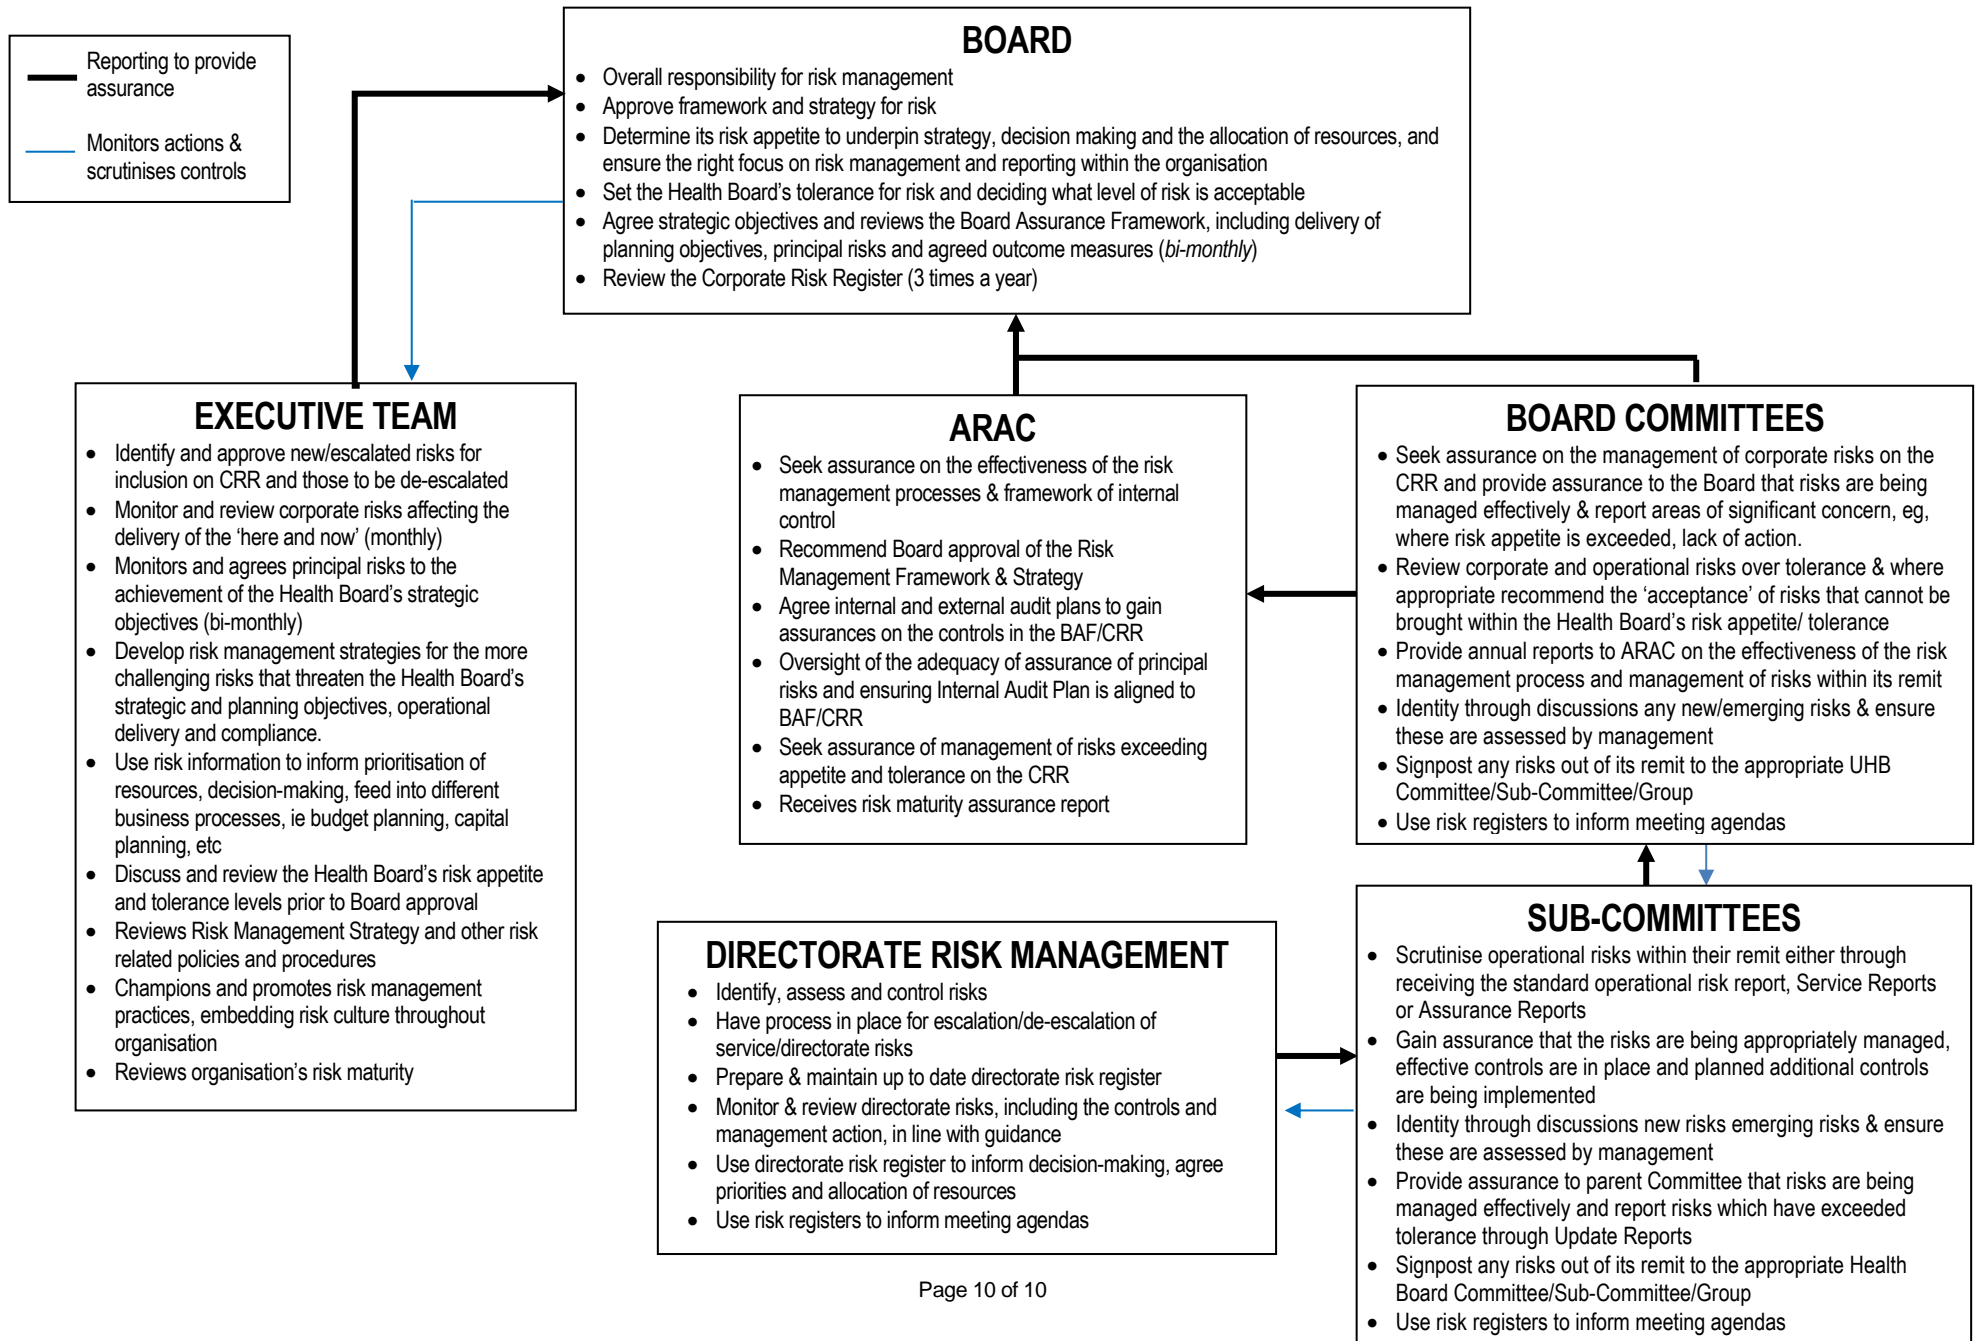 Reporting to provide
assurance
Monitors actions &
scrutinises controls
BOARD
• Overall responsibility for risk management
• Approve framework and strategy for risk
• Determine its risk appetite to underpin strategy, decision making and the allocation of resources, and
ensure the right focus on risk management and reporting within the organisation
• Set the Health Board’s tolerance for risk and deciding what level of risk is acceptable
• Agree strategic objectives and reviews the Board Assurance Framework, including delivery of
planning objectives, principal risks and agreed outcome measures (bi-monthly)
• Review the Corporate Risk Register (3 times a year)
EXECUTIVE TEAM
• Identify and approve new/escalated risks for
inclusion on CRR and those to be de-escalated
• Monitor and review corporate risks affecting the
delivery of the ‘here and now’ (monthly)
• Monitors and agrees principal risks to the
achievement of the Health Board’s strategic
objectives (bi-monthly)
• Develop risk management strategies for the more
challenging risks that threaten the Health Board’s
strategic and planning objectives, operational
delivery and compliance.
• Use risk information to inform prioritisation of
resources, decision-making, feed into different
business processes, ie budget planning, capital
planning, etc
• Discuss and review the Health Board’s risk appetite
and tolerance levels prior to Board approval
• Reviews Risk Management Strategy and other risk
related policies and procedures
• Champions and promotes risk management
practices, embedding risk culture throughout
organisation
• Reviews organisation’s risk maturity
ARAC
• Seek assurance on the effectiveness of the risk
management processes & framework of internal
control
• Recommend Board approval of the Risk
Management Framework & Strategy
• Agree internal and external audit plans to gain
assurances on the controls in the BAF/CRR
• Oversight of the adequacy of assurance of principal
risks and ensuring Internal Audit Plan is aligned to
BAF/CRR
• Seek assurance of management of risks exceeding
appetite and tolerance on the CRR
• Receives risk maturity assurance report
BOARD COMMITTEES
• Seek assurance on the management of corporate risks on the
CRR and provide assurance to the Board that risks are being
managed effectively & report areas of significant concern, eg,
where risk appetite is exceeded, lack of action.
• Review corporate and operational risks over tolerance & where
appropriate recommend the ‘acceptance’ of risks that cannot be
brought within the Health Board’s risk appetite/ tolerance
• Provide annual reports to ARAC on the effectiveness of the risk
management process and management of risks within its remit
• Identity through discussions any new/emerging risks & ensure
these are assessed by management
• Signpost any risks out of its remit to the appropriate UHB
Committee/Sub-Committee/Group
• Use risk registers to inform meeting agendas
DIRECTORATE RISK MANAGEMENT
• Identify, assess and control risks
• Have process in place for escalation/de-escalation of
service/directorate risks
• Prepare & maintain up to date directorate risk register
• Monitor & review directorate risks, including the controls and
management action, in line with guidance
• Use directorate risk register to inform decision-making, agree
priorities and allocation of resources
• Use risk registers to inform meeting agendas
SUB-COMMITTEES
• Scrutinise operational risks within their remit either through
receiving the standard operational risk report, Service Reports
or Assurance Reports
• Gain assurance that the risks are being appropriately managed,
effective controls are in place and planned additional controls
are being implemented
• Identity through discussions new risks emerging risks & ensure
these are assessed by management
• Provide assurance to parent Committee that risks are being
managed effectively and report risks which have exceeded
tolerance through Update Reports
• Signpost any risks out of its remit to the appropriate Health
Board Committee/Sub-Committee/Group
• Use risk registers to inform meeting agendas
Page 10 of 10